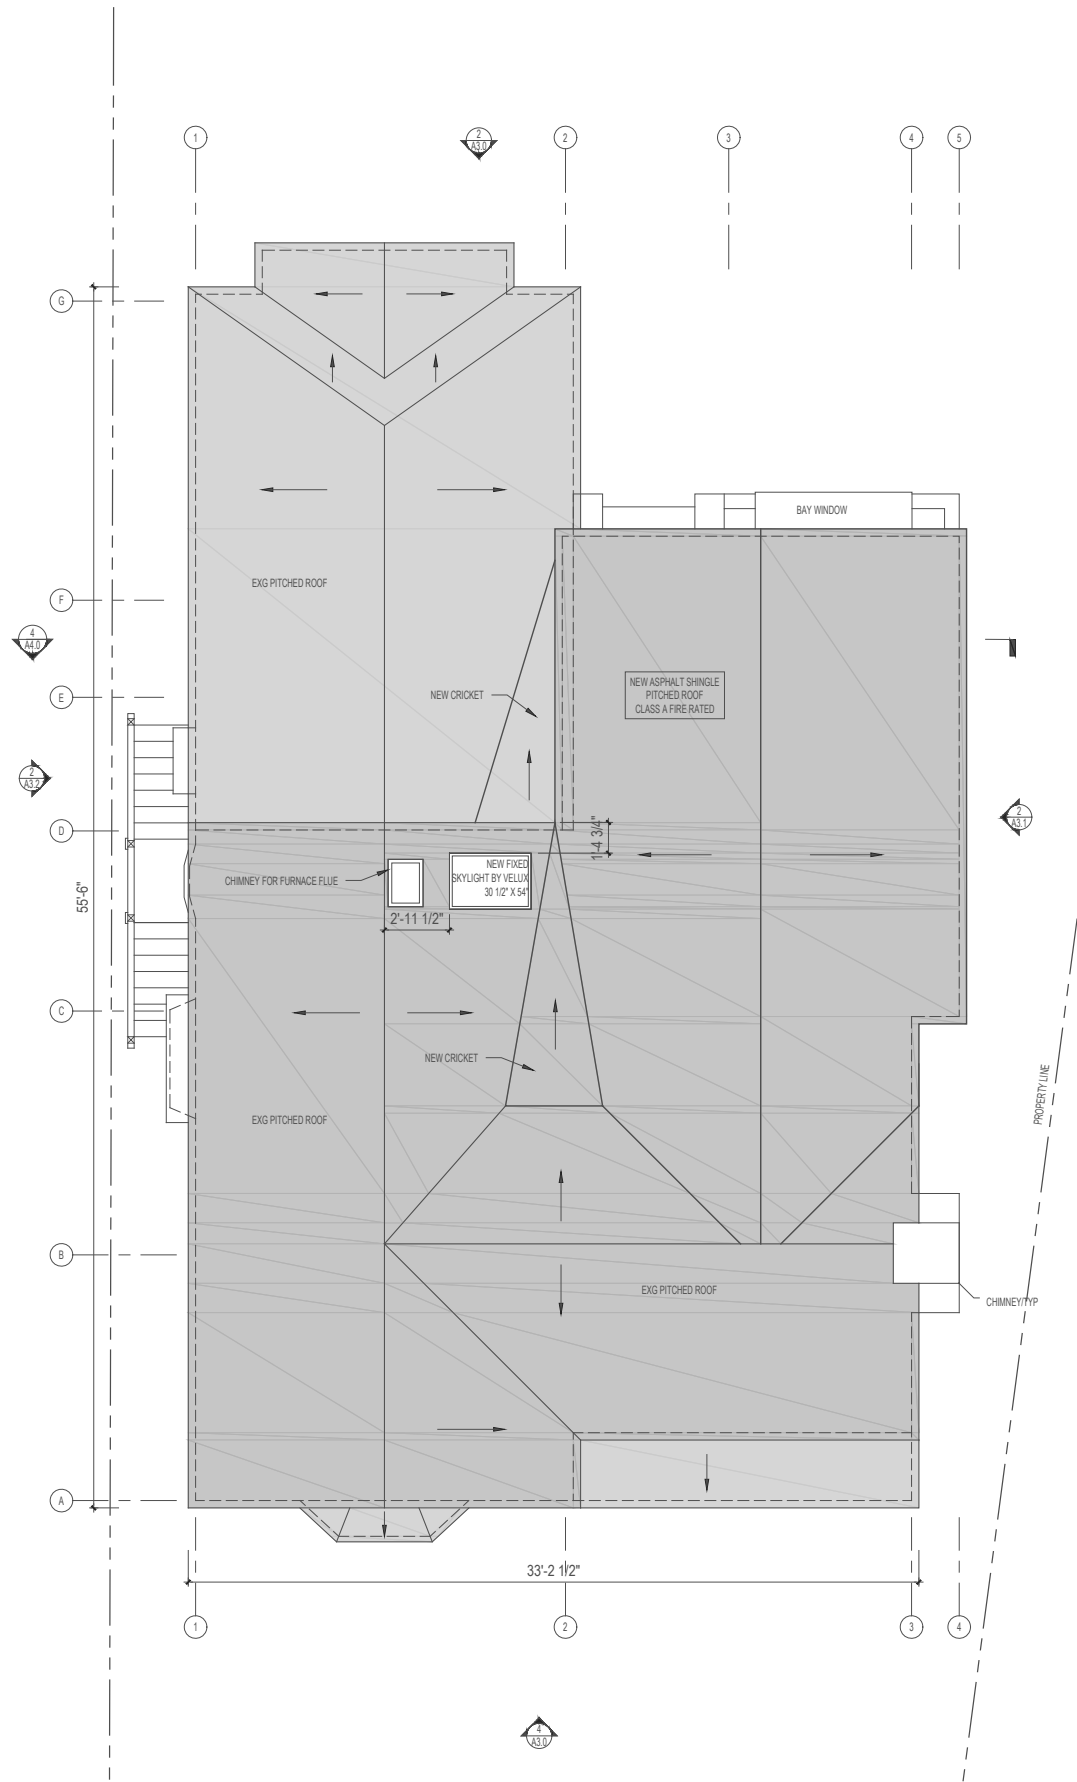 1
2
3
4
5
2
A3.0
G
F
E
D
C
B
A
4
A4.0
2
A3.2
2
A3.1
BAY WINDOW
EXG PITCHED ROOF
NEW CRICKET
NEW ASPHALT SHINGLE
PITCHED ROOF
CLASS A FIRE RATED
1'-4 3/4"
CHIMNEY FOR FURNAGE FLUE
NEW FIXED
SKYLIGHT BY VELUX
30 1/2" X 54"
2'-11 1/2"
55'-6"
NEW CRICKET
EXG PITCHED ROOF
PROPERTY LINE
EXG PITCHED ROOF
CHIMNEY/TYP
33'-2 1/2"
1
2
3
4
4
A3.0